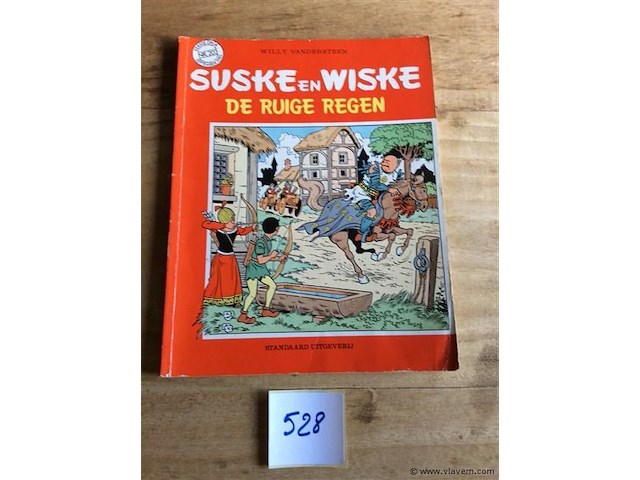 WILLY VANDERSTEEN
SUSKE EN WISKE
DE RUIGE REGEN
STANDAARD UITGEVERIJ
528
© www.vlavem.com